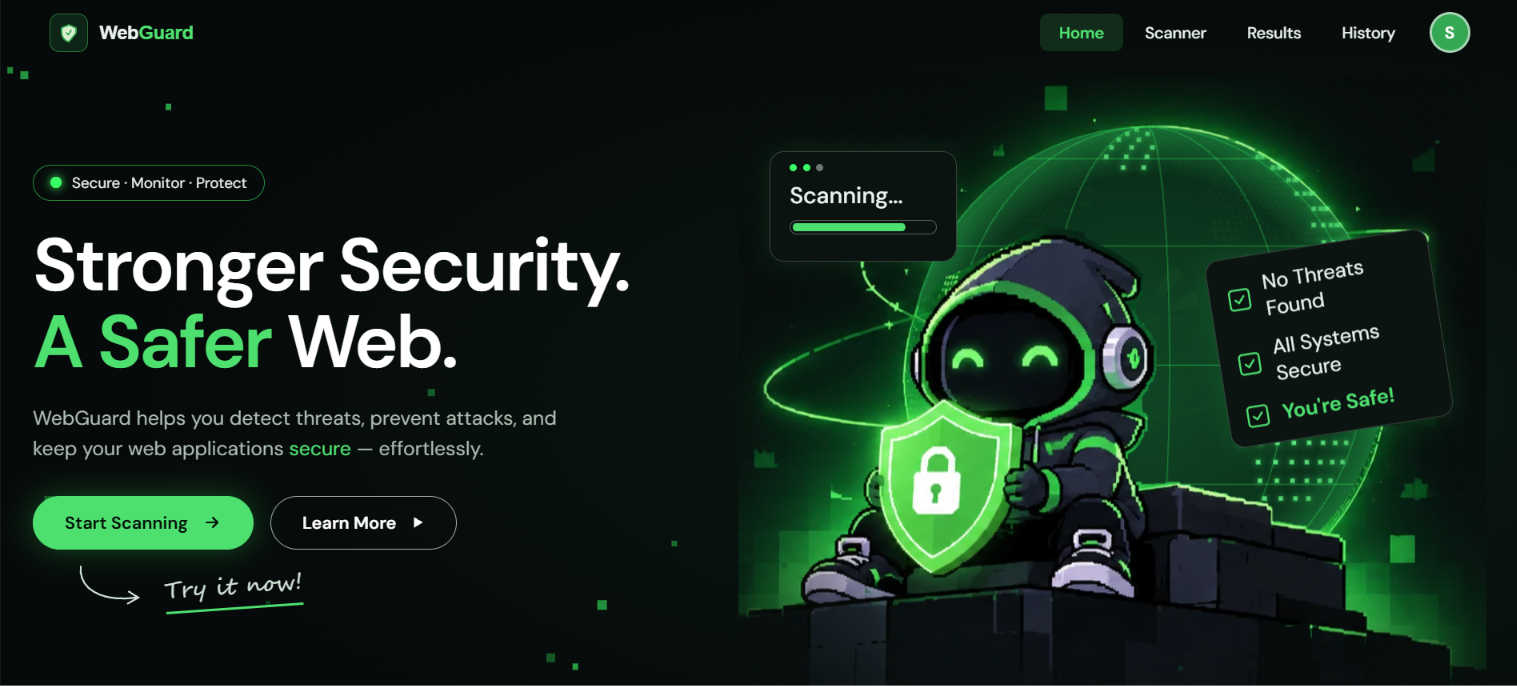 WebGuard
Home
Scanner
Results
History
S
Secure · Monitor · Protect
Stronger Security.
A Safer Web.
WebGuard helps you detect threats, prevent attacks, and
keep your web applications secure — effortlessly.
Start Scanning
Learn More
Try it now!
Scanning...
No Threats
Found
All Systems
Secure
You're Safe!